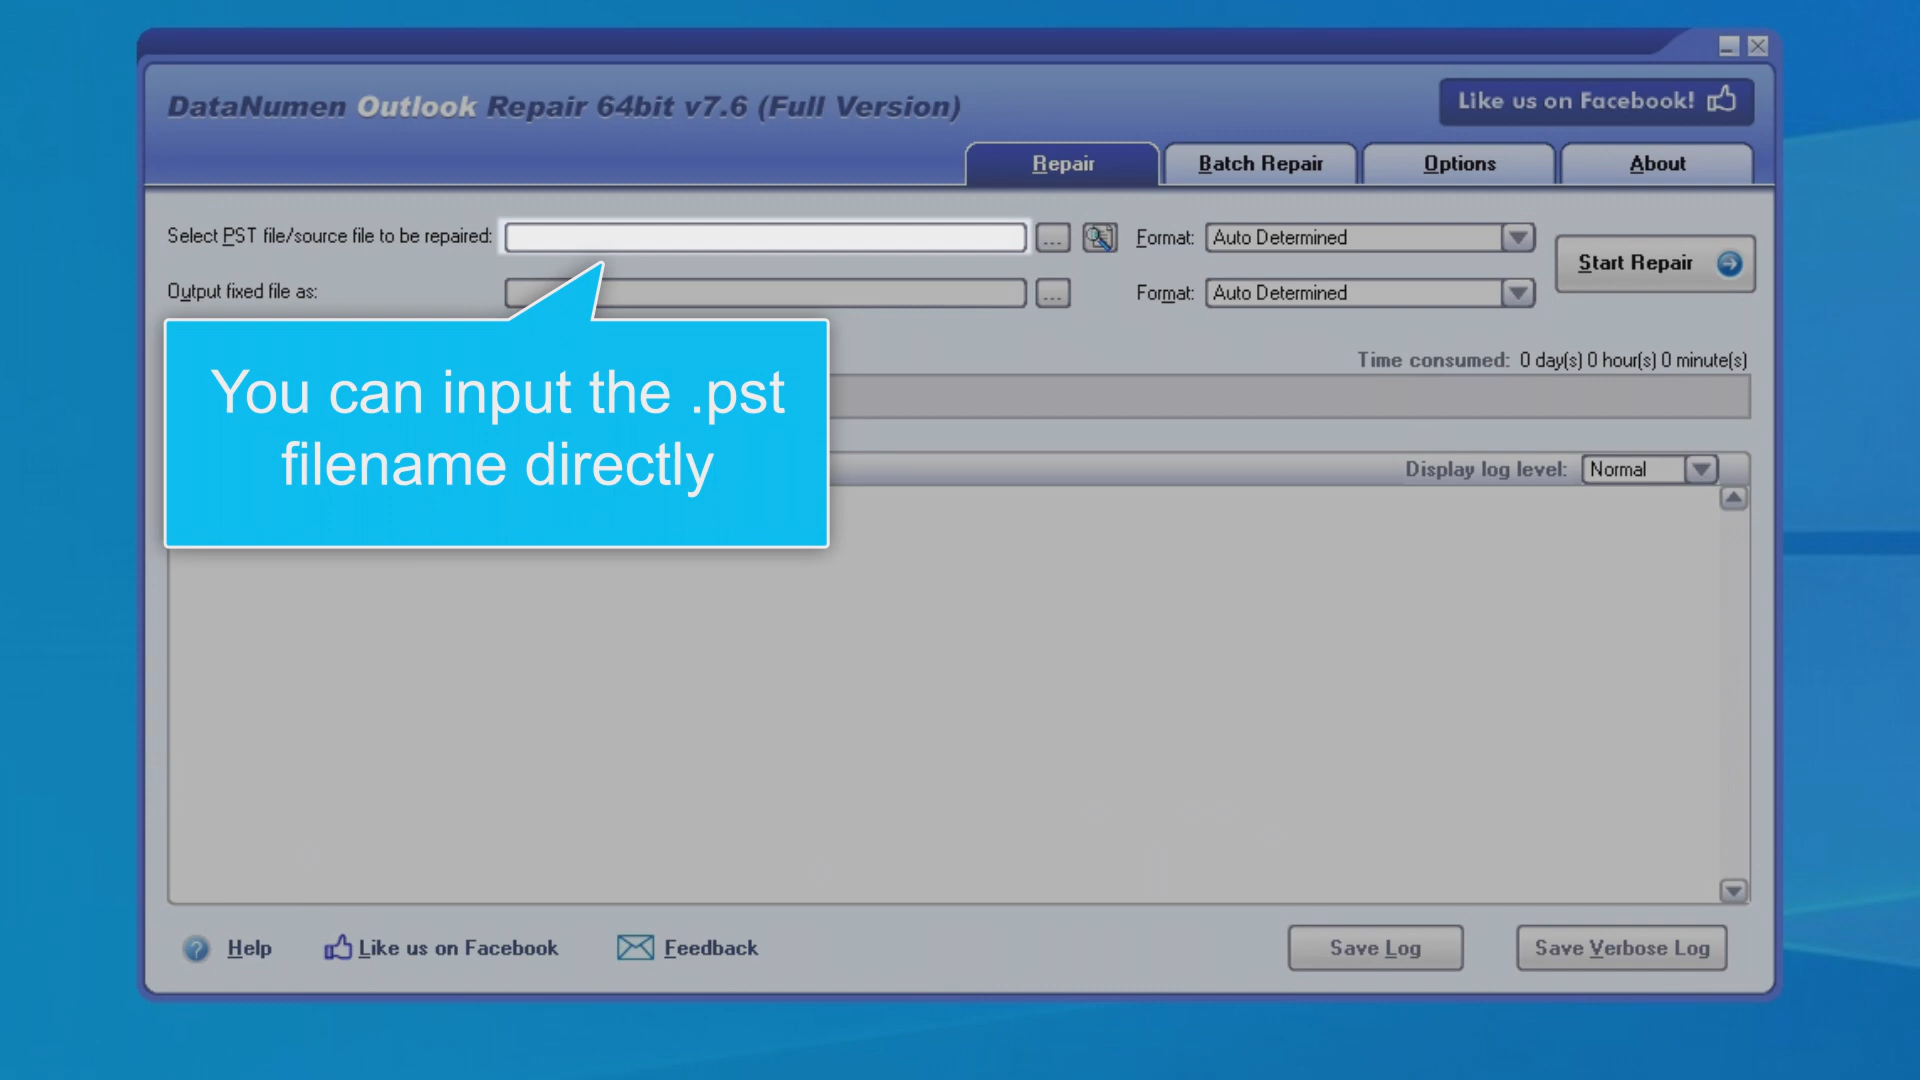 DataNumen Outlook Repair 64bit v7.6 (Full Version)
Like us on Facebook!
Repair
Batch Repair
Options
About
Select PST file/source file to be repaired:
...
Format:
Auto Determined
Start Repair
Output fixed file as:
...
Format:
Auto Determined
You can input the .pst
filename directly
Time consumed: 0 day(s) 0 hour(s) 0 minute(s)
Display log level:
Normal
Help
Like us on Facebook
Feedback
Save Log
Save Verbose Log